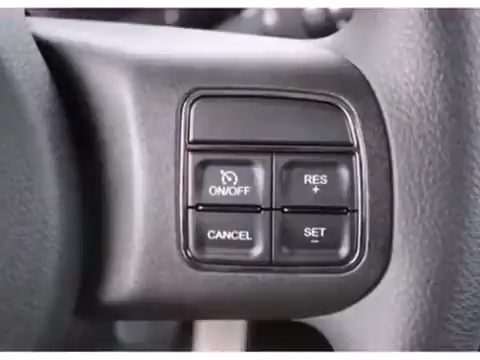 ON/OFF
RES
+
CANCEL
SET
–